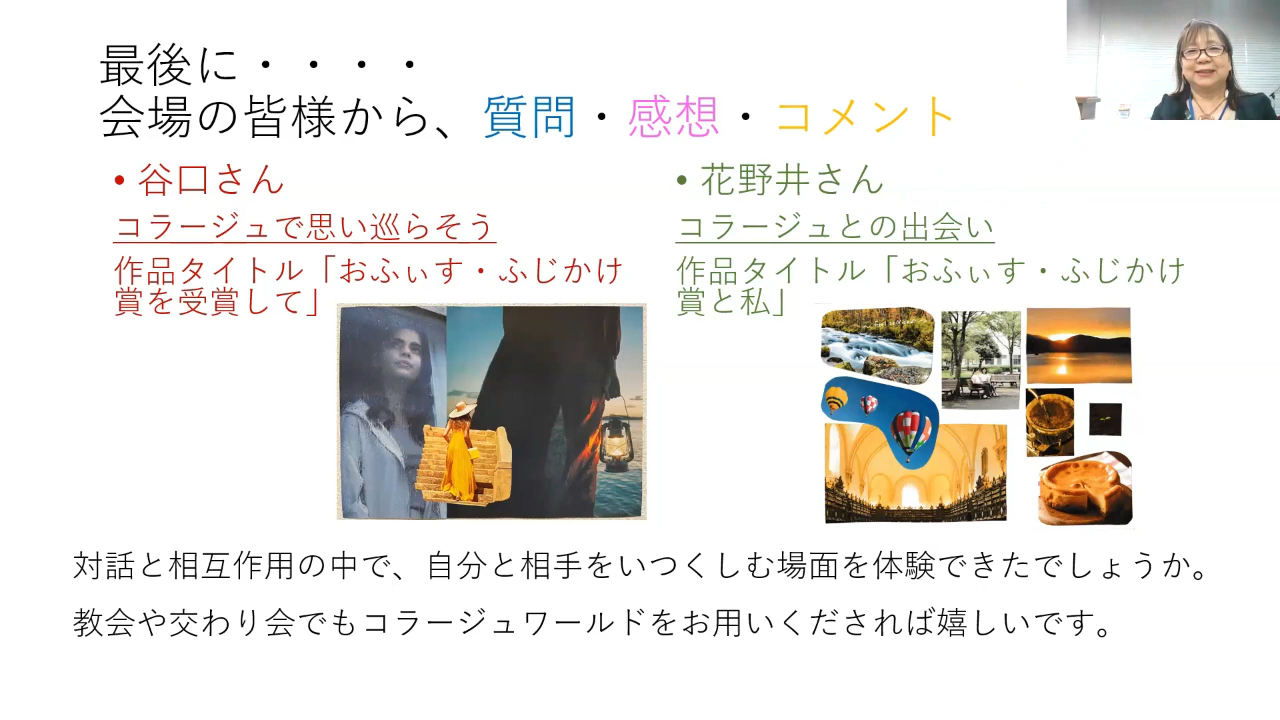 最後に・・・・
会場の皆様から、質問・感想・コメント
• 谷口さん
コラージュで思い巡らそう
作品タイトル「おふぃす・ふじかけ
賞を受賞して」
• 花野井さん
コラージュとの出会い
作品タイトル「おふぃす・ふじかけ
賞と私」
対話と相互作用の中で、自分と相手をいつくしむ場面を体験できたでしょうか。
教会や交わり会でもコラージュワールドをお用いくだされば嬉しいです。